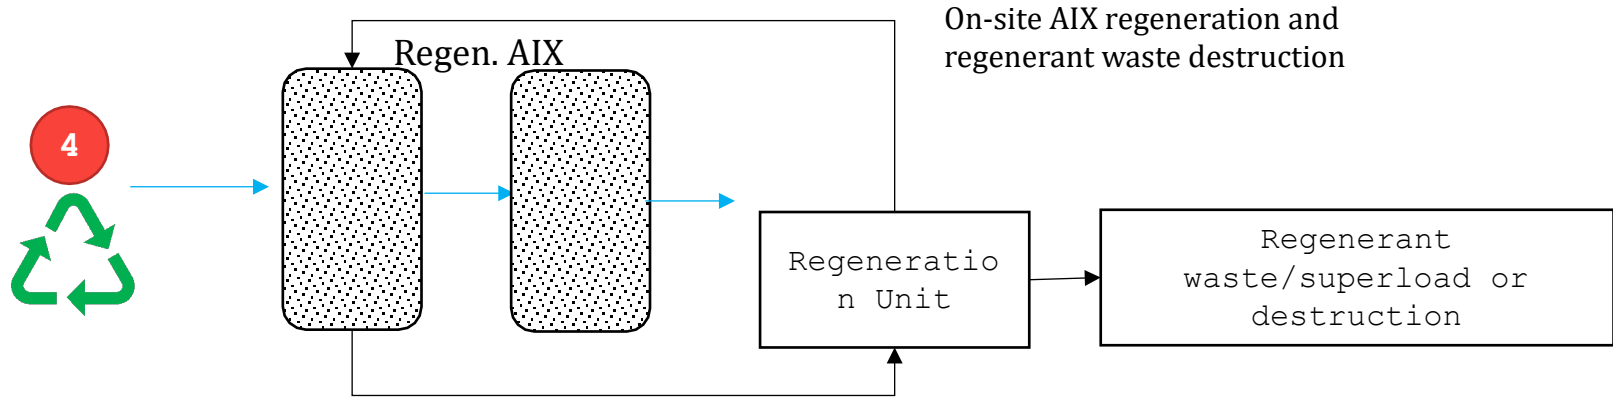 On-site AIX regeneration and
regenerant waste destruction
Regen. AIX
4
Regeneratio
n Unit
Regenerant
waste/superload or
destruction